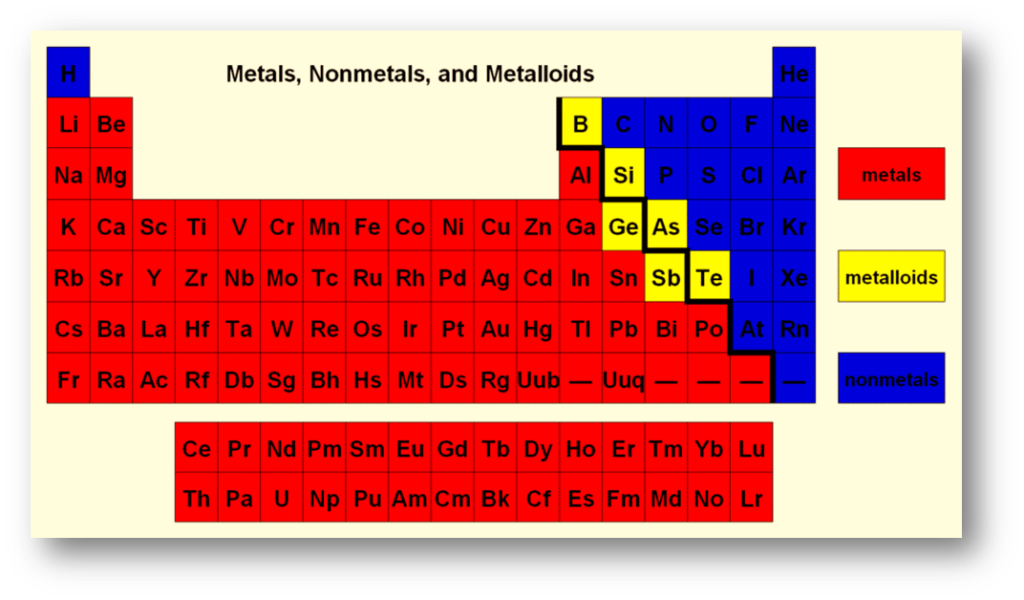 H Metals, Nonmetals, and Metalloids He
Li Be B C N O F Ne
Na Mg Al Si P S Cl Ar metals
K Ca Sc Ti V Cr Mn Fe Co Ni Cu Zn Ga Ge As Se Br Kr
Rb Sr Y Zr Nb Mo Tc Ru Rh Pd Ag Cd In Sn Sb Te I Xe metalloids
Cs Ba La Hf Ta W Re Os Ir Pt Au Hg Tl Pb Bi Po At Rn
Fr Ra Ac Rf Db Sg Bh Hs Mt Ds Rg Uub — Uuq — — — — nonmetals
Ce Pr Nd Pm Sm Eu Gd Tb Dy Ho Er Tm Yb Lu
Th Pa U Np Pu Am Cm Bk Cf Es Fm Md No Lr